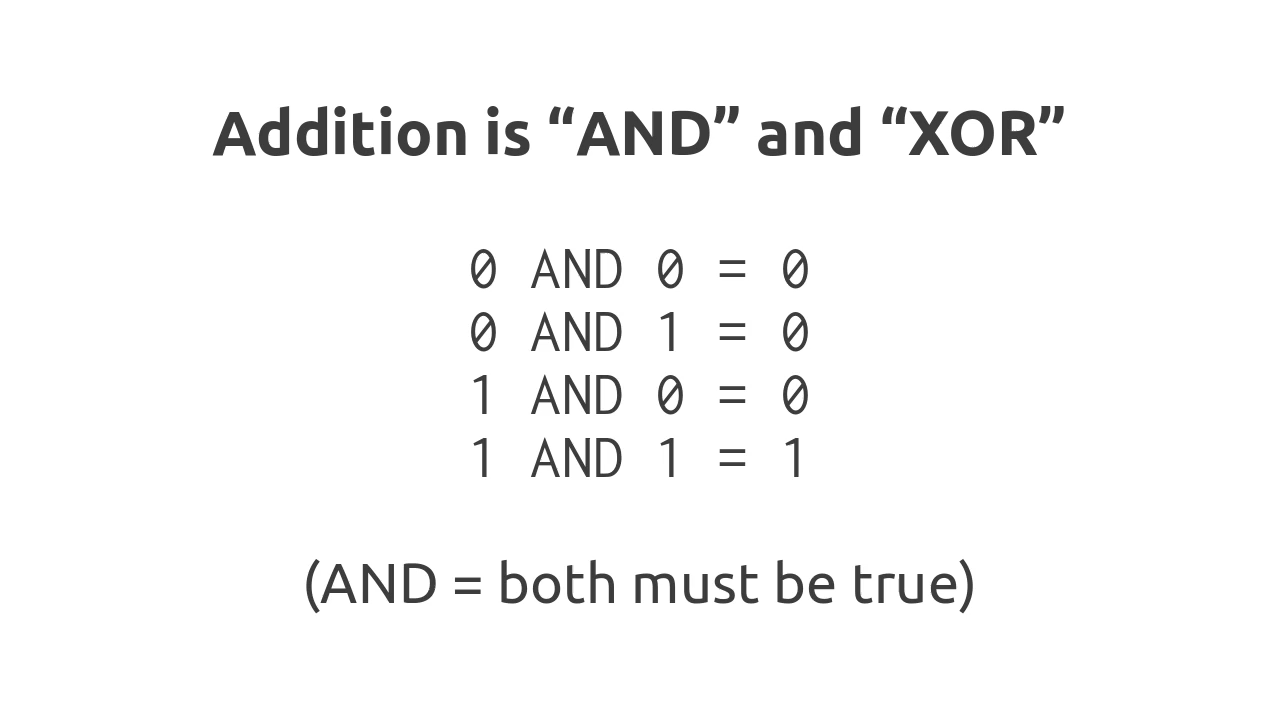 Addition is “AND” and “XOR”
0 AND 0 = 0
0 AND 1 = 0
1 AND 0 = 0
1 AND 1 = 1
(AND = both must be true)